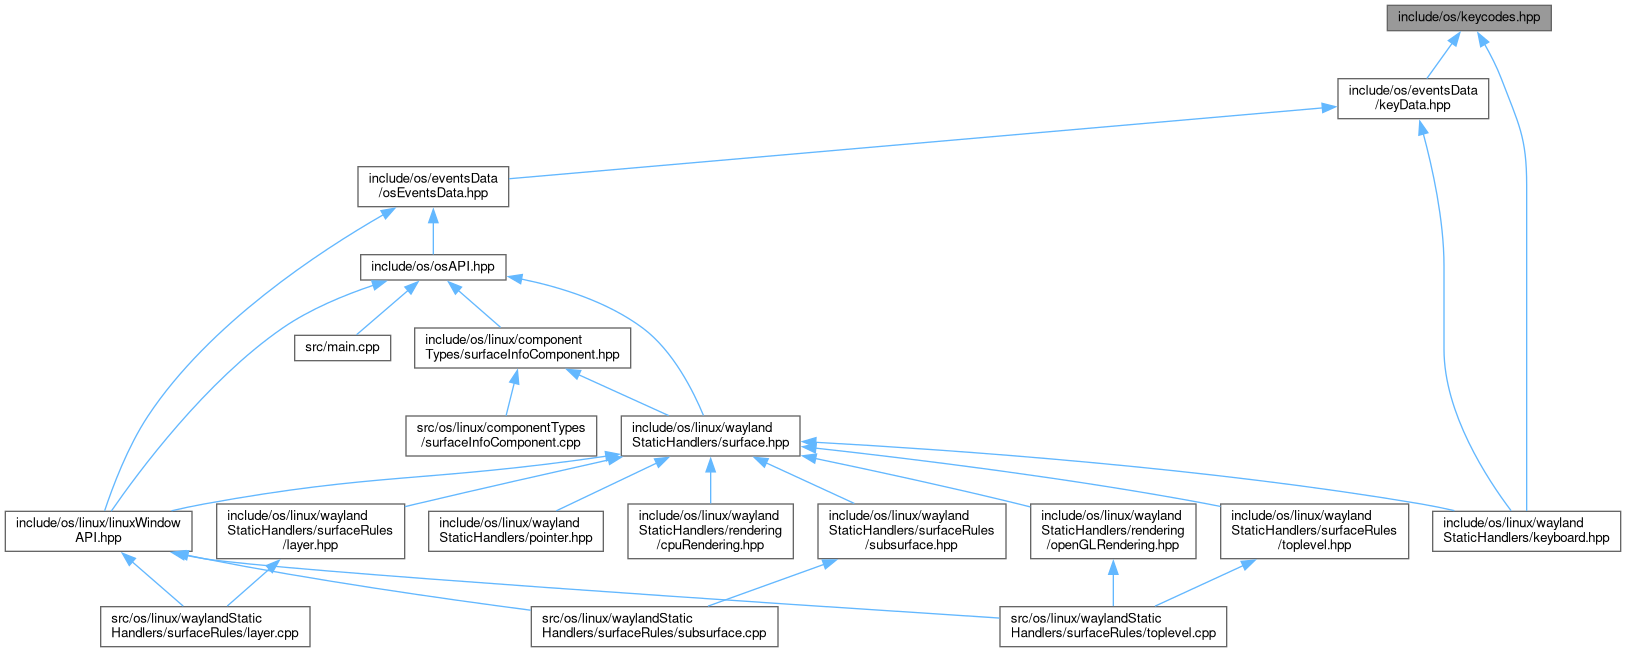 include/os/keycodes.hpp
include/os/eventsData
/keyData.hpp
include/os/eventsData
/osEventsData.hpp
include/os/osAPI.hpp
src/main.cpp
include/os/linux/component
Types/surfaceInfoComponent.hpp
src/os/linux/componentTypes
/surfaceInfoComponent.cpp
include/os/linux/wayland
StaticHandlers/surface.hpp
include/os/linux/linuxWindow
API.hpp
include/os/linux/wayland
StaticHandlers/surfaceRules
/layer.hpp
include/os/linux/wayland
StaticHandlers/pointer.hpp
include/os/linux/wayland
StaticHandlers/rendering
/cpuRendering.hpp
include/os/linux/wayland
StaticHandlers/surfaceRules
/subsurface.hpp
include/os/linux/wayland
StaticHandlers/rendering
/openGLRendering.hpp
include/os/linux/wayland
StaticHandlers/surfaceRules
/toplevel.hpp
include/os/linux/wayland
StaticHandlers/keyboard.hpp
src/os/linux/waylandStatic
Handlers/surfaceRules/layer.cpp
src/os/linux/waylandStatic
Handlers/surfaceRules/subsurface.cpp
src/os/linux/waylandStatic
Handlers/surfaceRules/toplevel.cpp